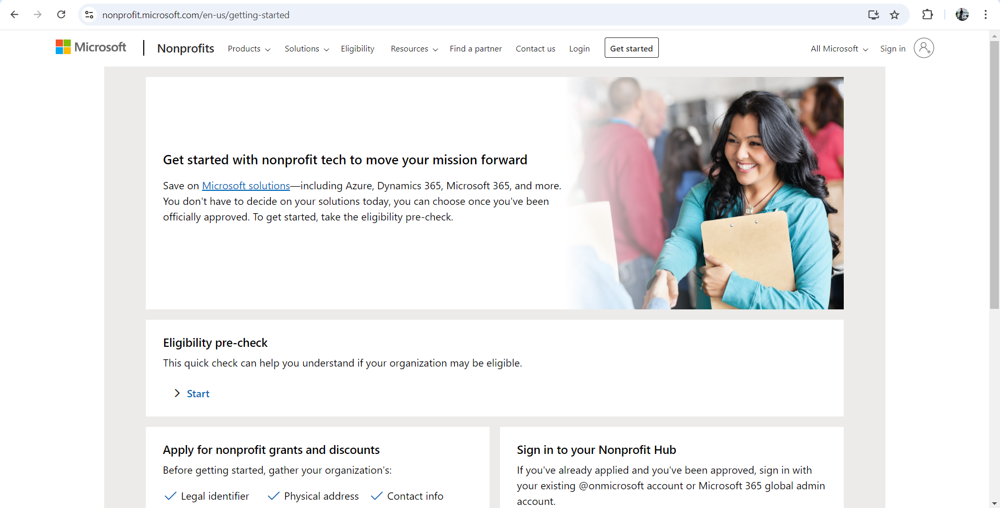 nonprofit.microsoft.com/en-us/getting-started
Microsoft
Nonprofits
Products
Solutions
Eligibility
Resources
Find a partner
Contact us
Login
Get started
All Microsoft
Sign in
Get started with nonprofit tech to move your mission forward
Save on Microsoft solutions—including Azure, Dynamics 365, Microsoft 365, and more.
You don't have to decide on your solutions today, you can choose once you've been
officially approved. To get started, take the eligibility pre-check.
Eligibility pre-check
This quick check can help you understand if your organization may be eligible.
Start
Apply for nonprofit grants and discounts
Before getting started, gather your organization's:
Legal identifier
Physical address
Contact info
Sign in to your Nonprofit Hub
If you've already applied and you've been approved, sign in with
your existing @onmicrosoft account or Microsoft 365 global admin
account.